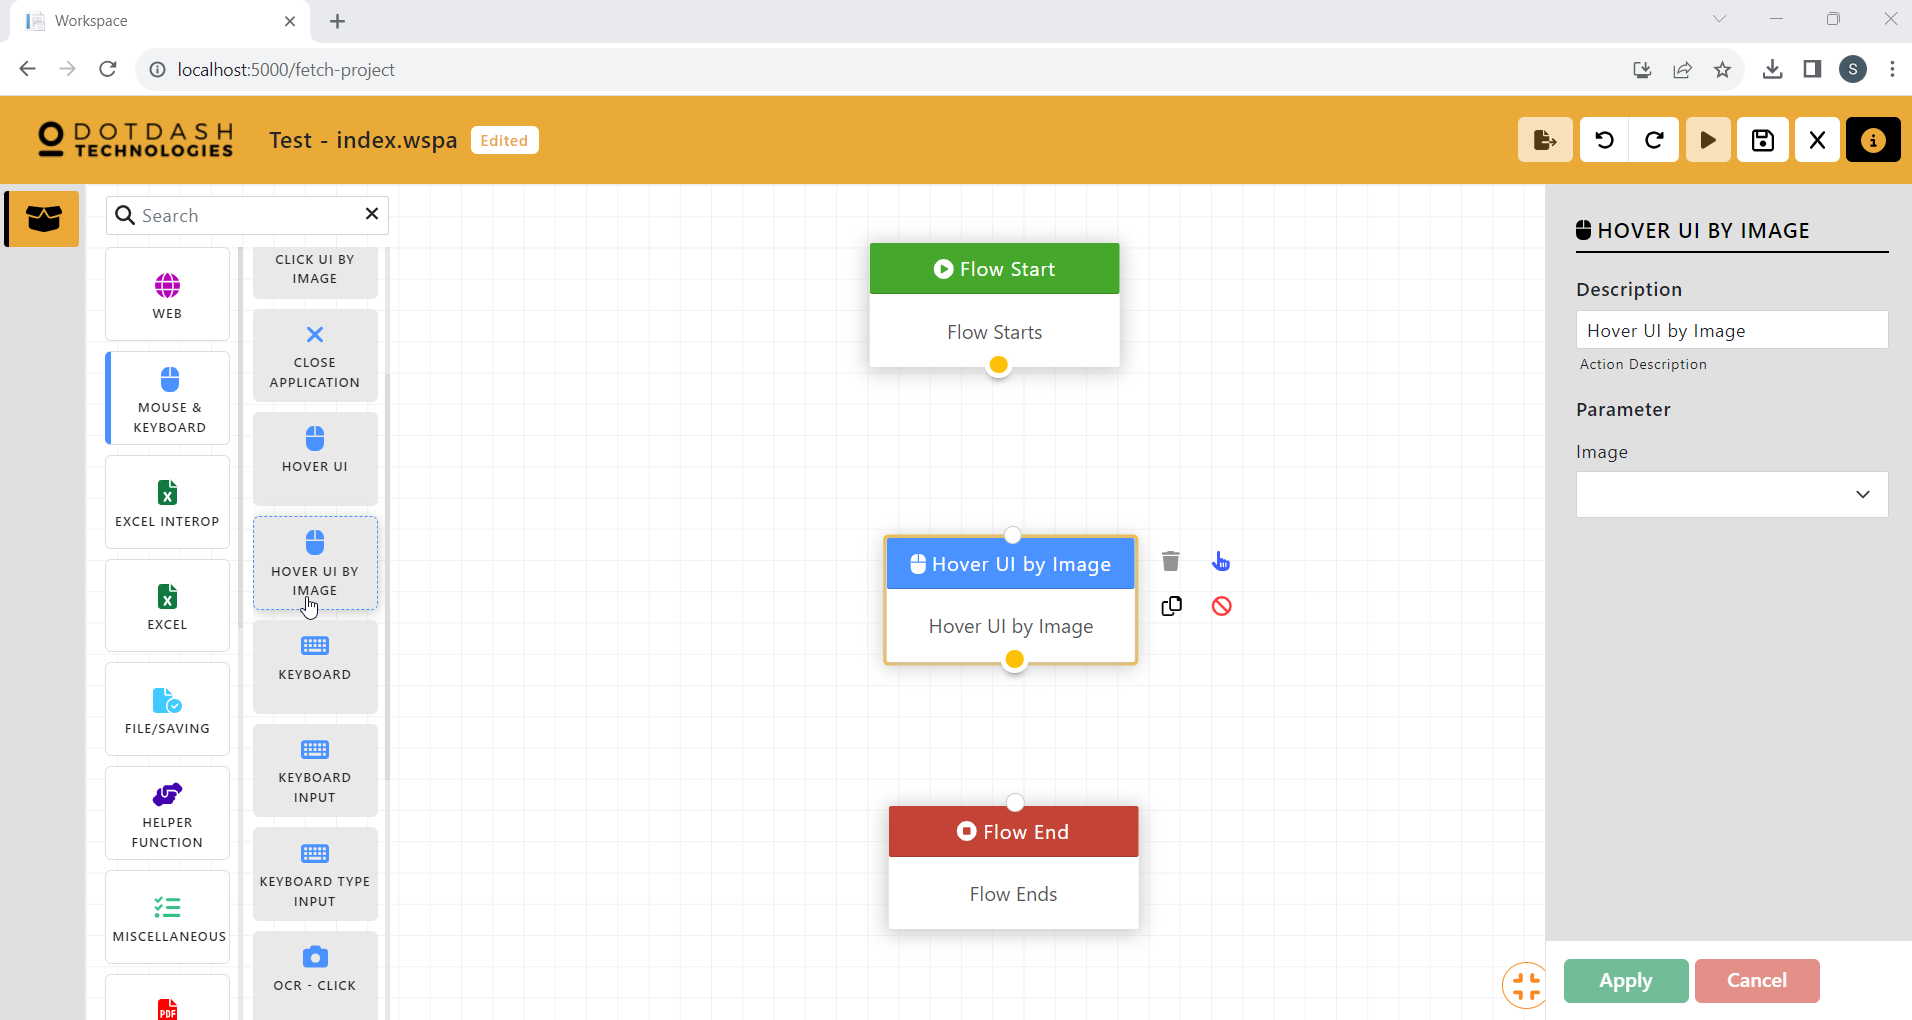 Workspace
localhost:5000/fetch-project
S
DOTDASH
TECHNOLOGIES
Test - index.wspa
Edited
Search
WEB
MOUSE &
KEYBOARD
EXCEL INTEROP
EXCEL
FILE/SAVING
HELPER
FUNCTION
MISCELLANEOUS
PDF
CLICK UI BY
IMAGE
CLOSE
APPLICATION
HOVER UI
HOVER UI BY
IMAGE
KEYBOARD
KEYBOARD
INPUT
KEYBOARD TYPE
INPUT
OCR - CLICK
Flow Start
Flow Starts
Hover UI by Image
Hover UI by Image
Flow End
Flow Ends
HOVER UI BY IMAGE
Description
Hover UI by Image
Action Description
Parameter
Image
Apply
Cancel